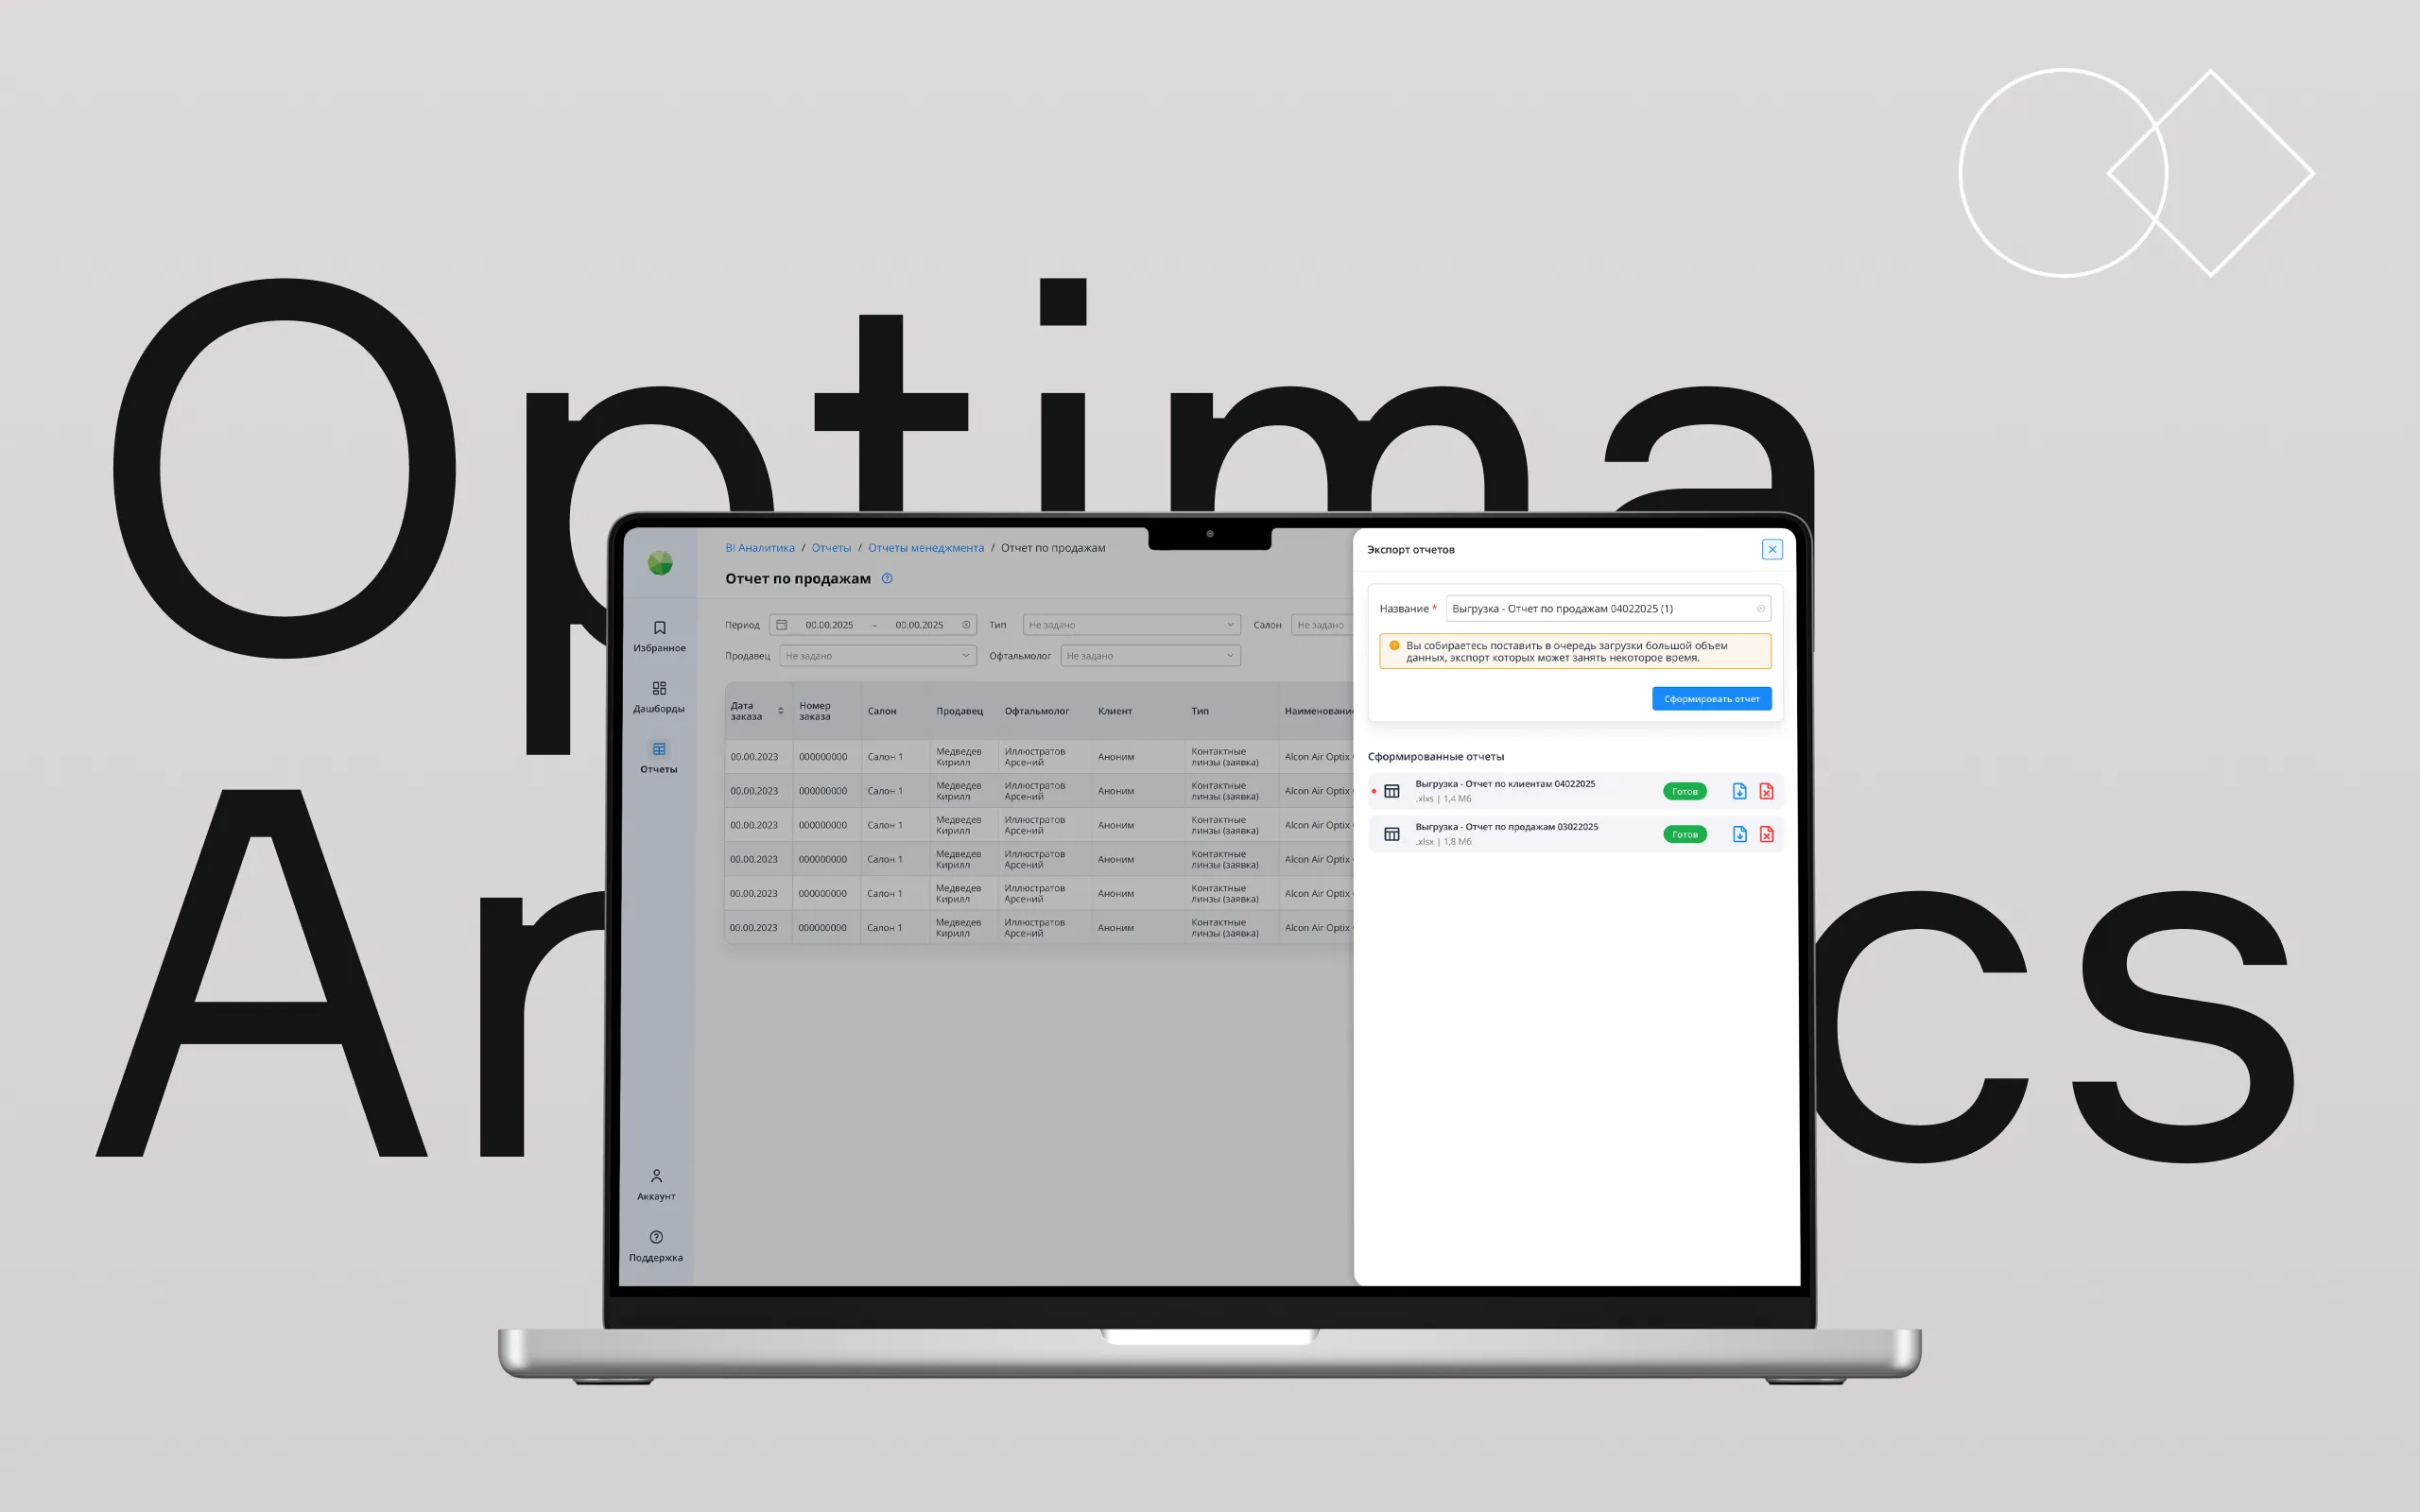 Optima
An cs
BI Аналитика / Отчеты / Отчеты менеджмента / Отчет по продажам
Отчет по продажам
Период 00.00.2025 – 00.00.2025 Тип Не задано Салон Не задано
Продавец Не задано Офтальмолог Не задано
Избранное
Дашборды
Отчеты
Аккаунт
Поддержка
Дата заказа Номер заказа Салон Продавец Офтальмолог Клиент Тип Наименование
00.00.2023 000000000 Салон 1 Медведев Кирилл Иллюстратов Арсений Аноним Контактные линзы (заявка) Alcon Air Optix
00.00.2023 000000000 Салон 1 Медведев Кирилл Иллюстратов Арсений Аноним Контактные линзы (заявка) Alcon Air Optix
00.00.2023 000000000 Салон 1 Медведев Кирилл Иллюстратов Арсений Аноним Контактные линзы (заявка) Alcon Air Optix
00.00.2023 000000000 Салон 1 Медведев Кирилл Иллюстратов Арсений Аноним Контактные линзы (заявка) Alcon Air Optix
00.00.2023 000000000 Салон 1 Медведев Кирилл Иллюстратов Арсений Аноним Контактные линзы (заявка) Alcon Air Optix
00.00.2023 000000000 Салон 1 Медведев Кирилл Иллюстратов Арсений Аноним Контактные линзы (заявка) Alcon Air Optix
Экспорт отчетов
Название * Выгрузка - Отчет по продажам 04022025 (1)
Вы собираетесь поставить в очередь загрузки большой объем
данных, экспорт которых может занять некоторое время.
Сформировать отчет
Сформированные отчеты
Выгрузка - Отчет по клиентам 04022025
.xlxs | 1,4 Мб
Готов
Выгрузка - Отчет по продажам 03022025
.xlsx | 1,8 Мб
Готов